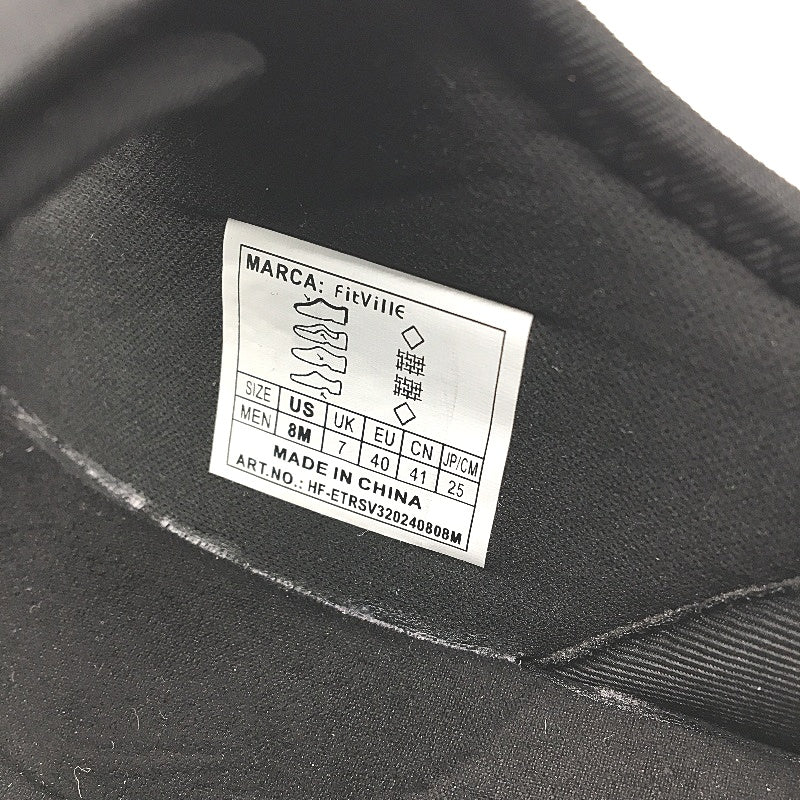 MARCA: FitVille
SIZE US UK EU CN JP/CM
MEN 8M 7 40 41 25
MADE IN CHINA
ART.NO.: HF-ETRSV320240808M